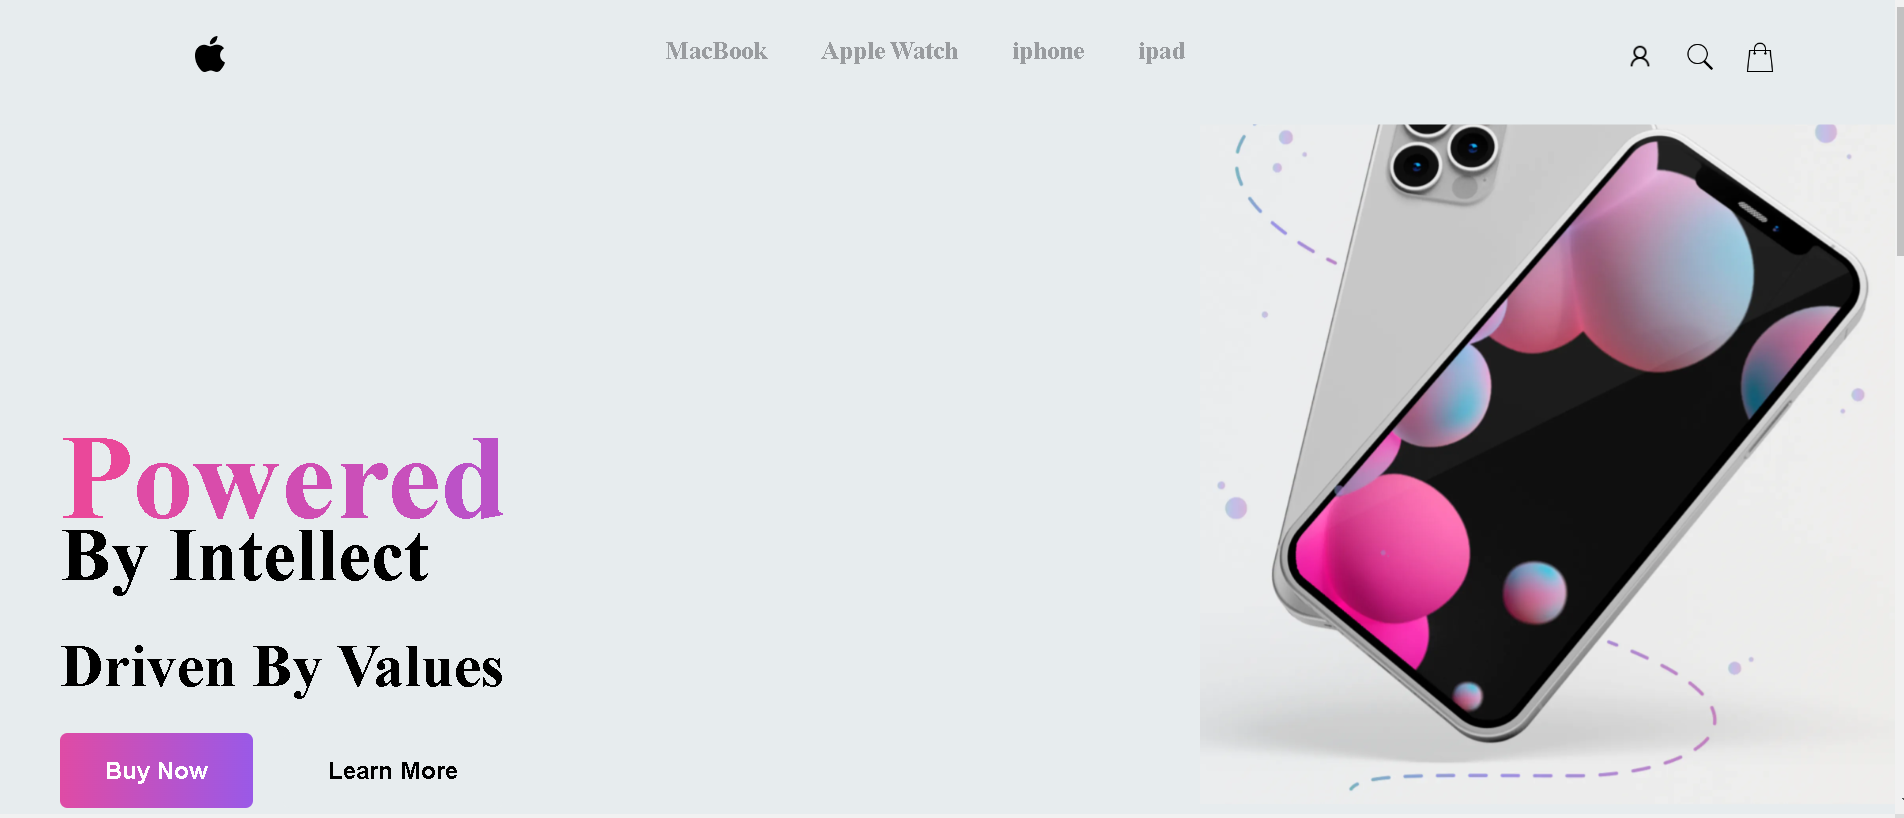 MacBook Apple Watch iphone ipad
Powered
By Intellect
Driven By Values
Buy Now Learn More